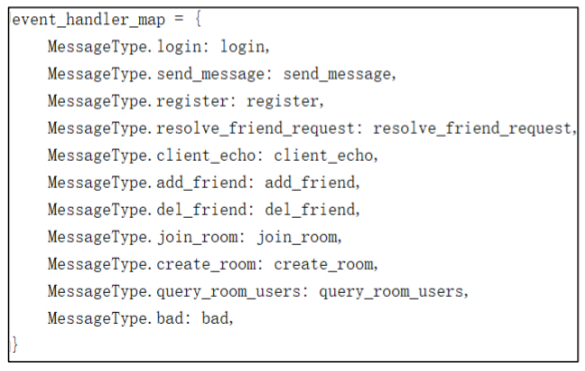 event_handler_map = {
    MessageType.login: login,
    MessageType.send_message: send_message,
    MessageType.register: register,
    MessageType.resolve_friend_request: resolve_friend_request,
    MessageType.client_echo: client_echo,
    MessageType.add_friend: add_friend,
    MessageType.del_friend: del_friend,
    MessageType.join_room: join_room,
    MessageType.create_room: create_room,
    MessageType.query_room_users: query_room_users,
    MessageType.bad: bad,
}